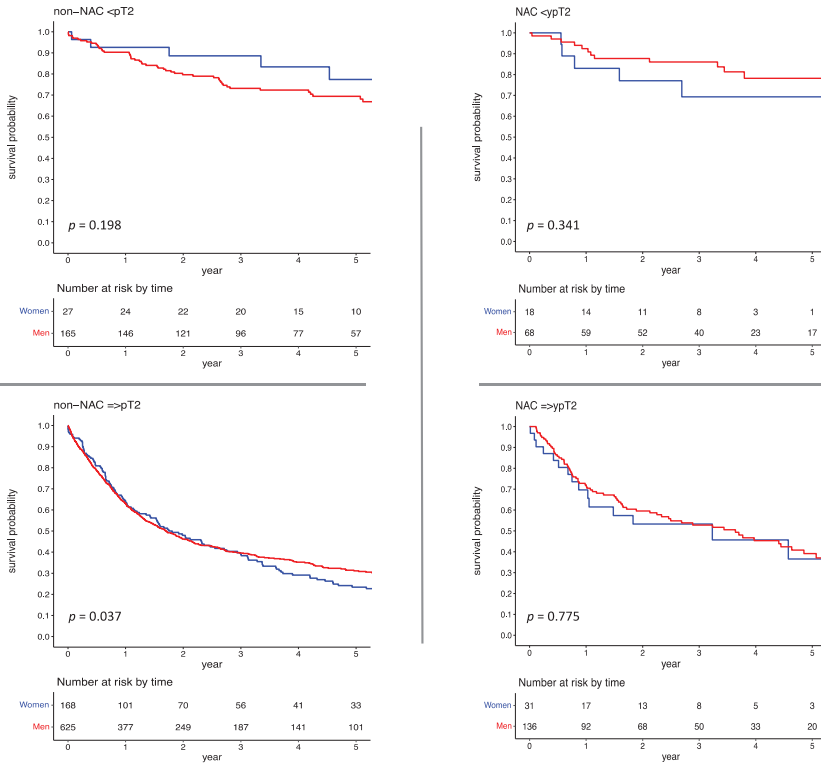 non−NAC <pT2
1.0
0.9
0.8
0.7
0.6
0.5
0.4
0.3
0.2
0.1
0.0
survival probability
p = 0.198
0 1 2 3 4 5
year
Number at risk by time
Women 27 24 22 20 15 10
Men 165 146 121 96 77 57
0 1 2 3 4 5
year
NAC <ypT2
1.0
0.9
0.8
0.7
0.6
0.5
0.4
0.3
0.2
0.1
0.0
survival probability
p = 0.341
0 1 2 3 4 5
year
Number at risk by time
Women 18 14 11 8 3 1
Men 68 59 52 40 23 17
0 1 2 3 4 5
year
non−NAC =>pT2
1.0
0.9
0.8
0.7
0.6
0.5
0.4
0.3
0.2
0.1
0.0
survival probability
p = 0.037
0 1 2 3 4 5
year
Number at risk by time
Women 168 101 70 56 41 33
Men 625 377 249 187 141 101
0 1 2 3 4 5
year
NAC =>ypT2
1.0
0.9
0.8
0.7
0.6
0.5
0.4
0.3
0.2
0.1
0.0
survival probability
p = 0.775
0 1 2 3 4 5
year
Number at risk by time
Women 31 17 13 8 5 3
Men 136 92 68 50 33 20
0 1 2 3 4 5
year